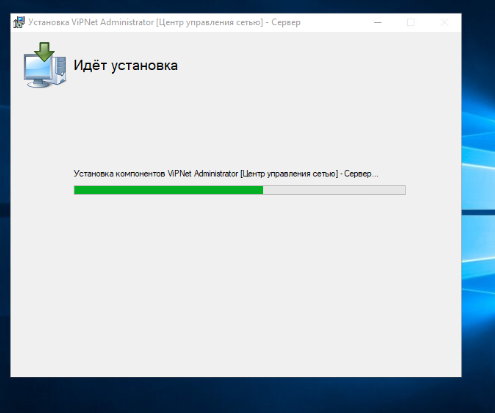 Установка ViPNet Administrator [Центр управления сетью] - Сервер
Идёт установка
Установка компонентов ViPNet Administrator [Центр управления сетью] - Сервер...